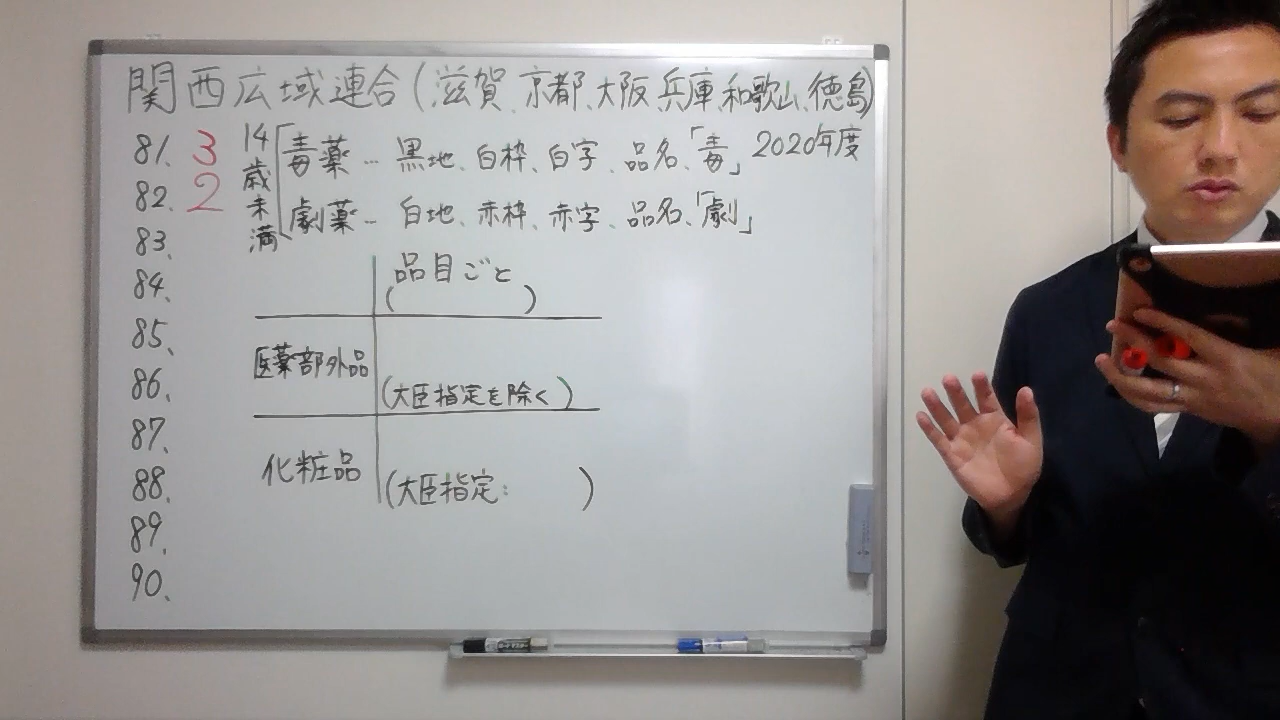 関西広域連合(滋賀、京都、大阪、兵庫、和歌山、徳島)
2020年度
81. 3
82. 2
83.
84.
85.
86.
87.
88.
89.
90.
14歳未満
毒薬…黒地、白枠、白字、品名、「毒」
劇薬…白地、赤枠、赤字、品名、「劇」
品目ごと
( )
医薬部外品
(大臣指定を除く)
化粧品
(大臣指定: )